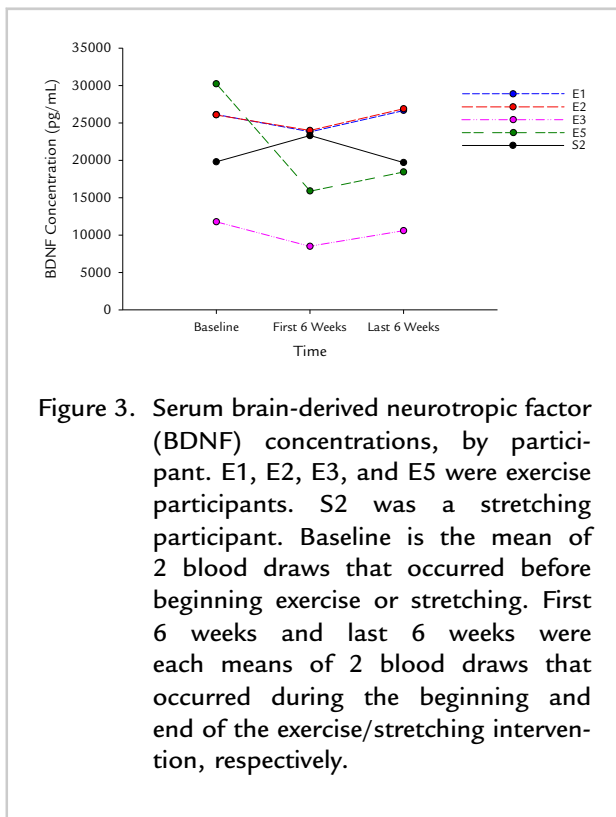 35000
30000
25000
20000
15000
10000
5000
0
BDNF Concentration (pg/mL)
Baseline
First 6 Weeks
Last 6 Weeks
Time
E1
E2
E3
E5
S2
Figure 3. Serum brain-derived neurotropic factor
(BDNF) concentrations, by partici-
pant. E1, E2, E3, and E5 were exercise
participants. S2 was a stretching
participant. Baseline is the mean of
2 blood draws that occurred before
beginning exercise or stretching. First
6 weeks and last 6 weeks were
each means of 2 blood draws that
occurred during the beginning and
end of the exercise/stretching interven-
tion, respectively.